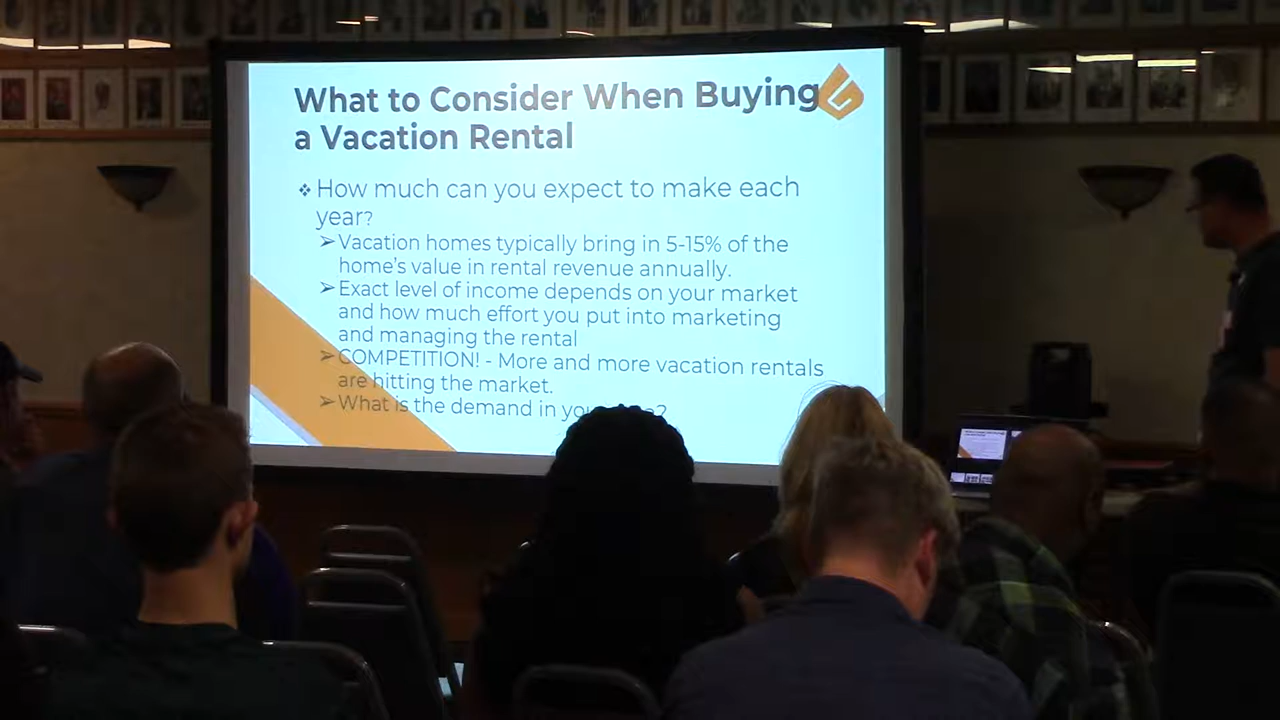 What to Consider When Buying
a Vacation Rental
❖ How much can you expect to make each
year?
➢ Vacation homes typically bring in 5-15% of the
home's value in rental revenue annually.
➢ Exact level of income depends on your market
and how much effort you put into marketing
and managing the rental
➢ COMPETITION! - More and more vacation rentals
are hitting the market.
➢ What is the demand in